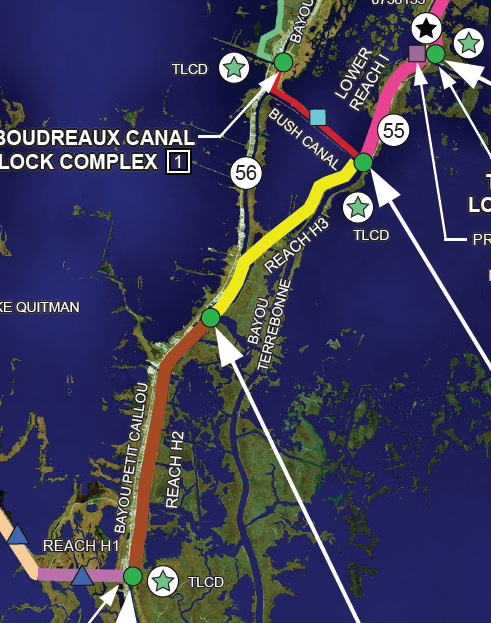 BAYOU
TLCD
LOWER
REACH I
BOUDREAUX CANAL
LOCK COMPLEX 1
BUSH CANAL
55
56
TLCD
REACH H3
PR
KE QUITMAN
BAYOU
TERREBONNE
BAYOU PETIT CAILLOU
REACH H2
REACH H1
TLCD